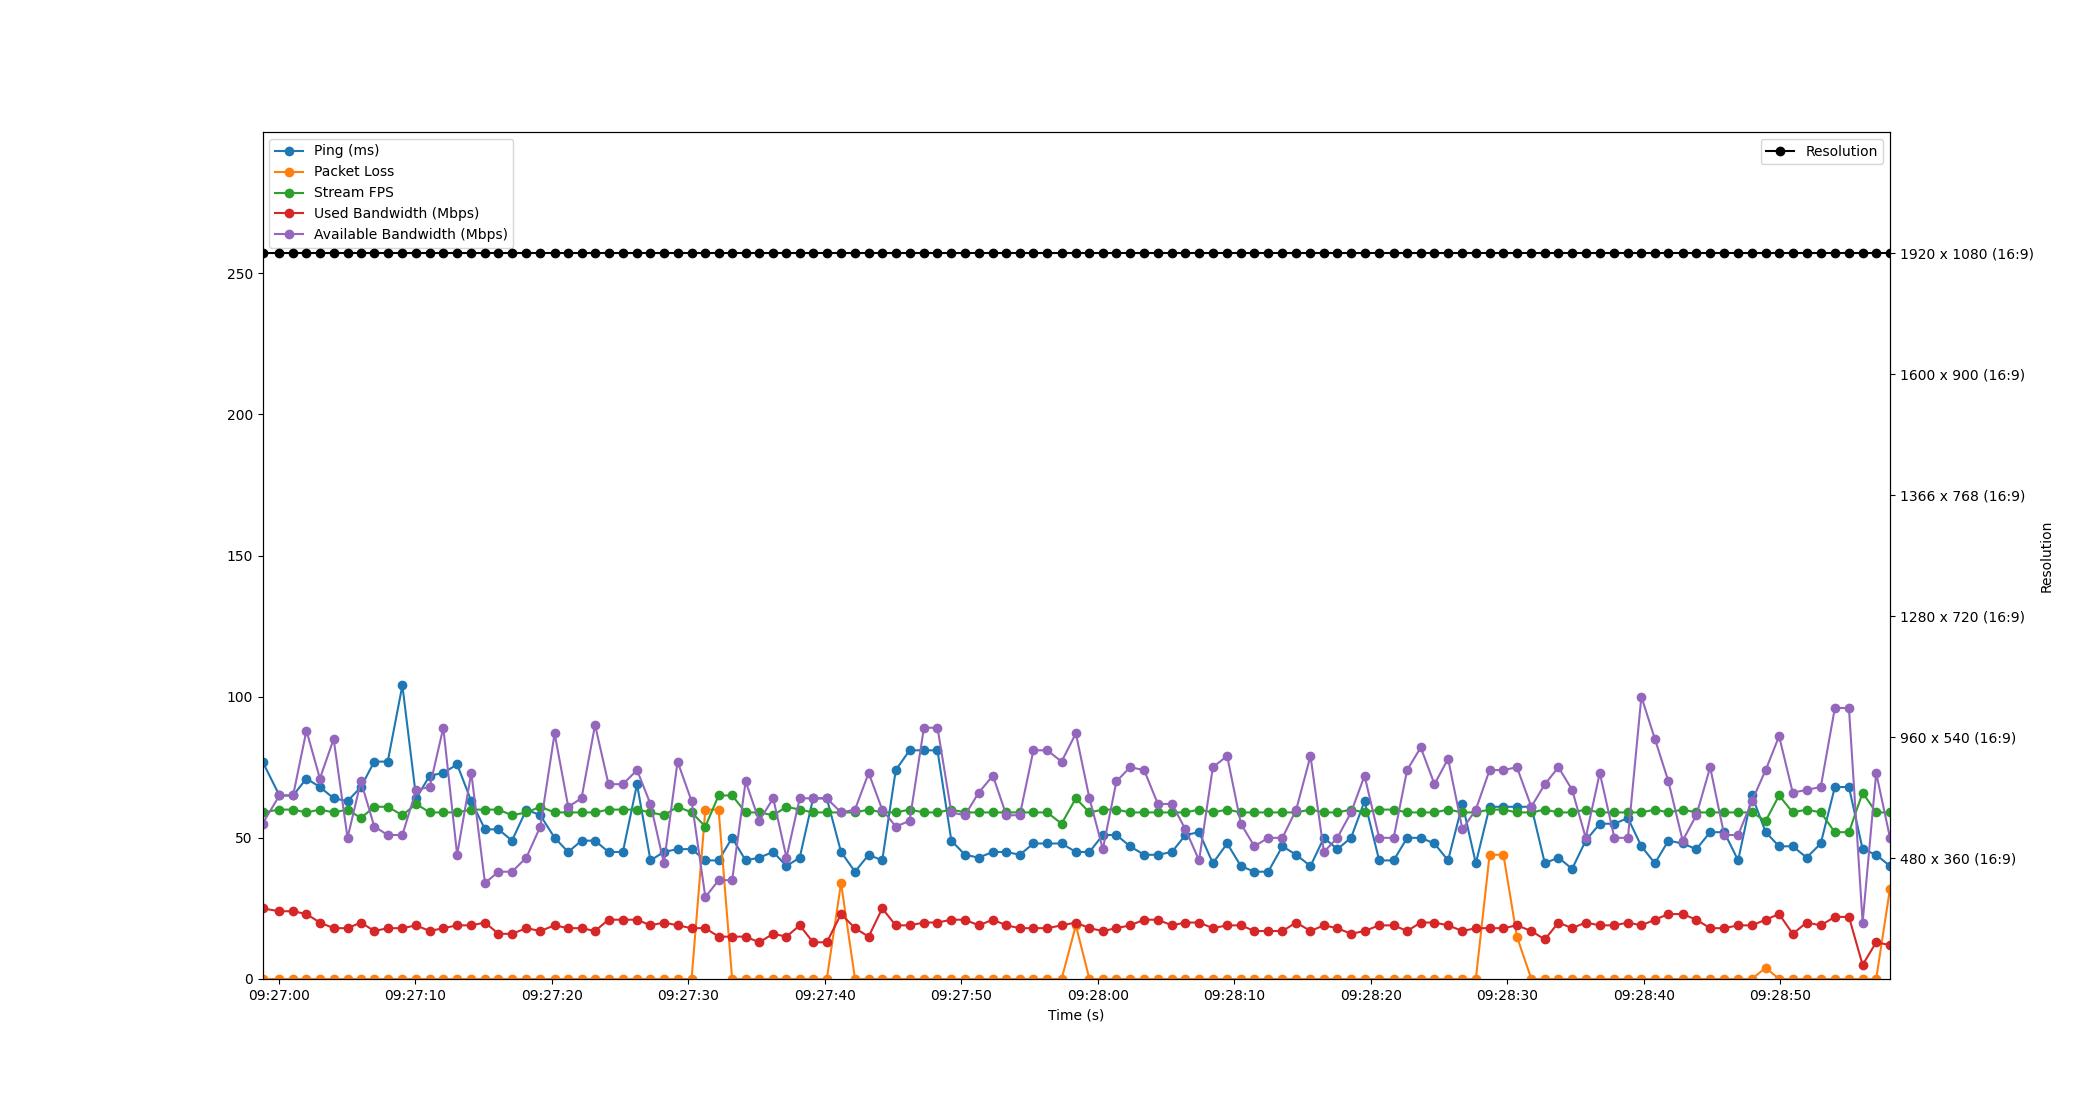 Ping (ms)
Packet Loss
Stream FPS
Used Bandwidth (Mbps)
Available Bandwidth (Mbps)
Resolution
250
200
150
100
50
0
1920 x 1080 (16:9)
1600 x 900 (16:9)
1366 x 768 (16:9)
1280 x 720 (16:9)
960 x 540 (16:9)
480 x 360 (16:9)
Resolution
09:27:00 09:27:10 09:27:20 09:27:30 09:27:40 09:27:50 09:28:00 09:28:10 09:28:20 09:28:30 09:28:40 09:28:50
Time (s)